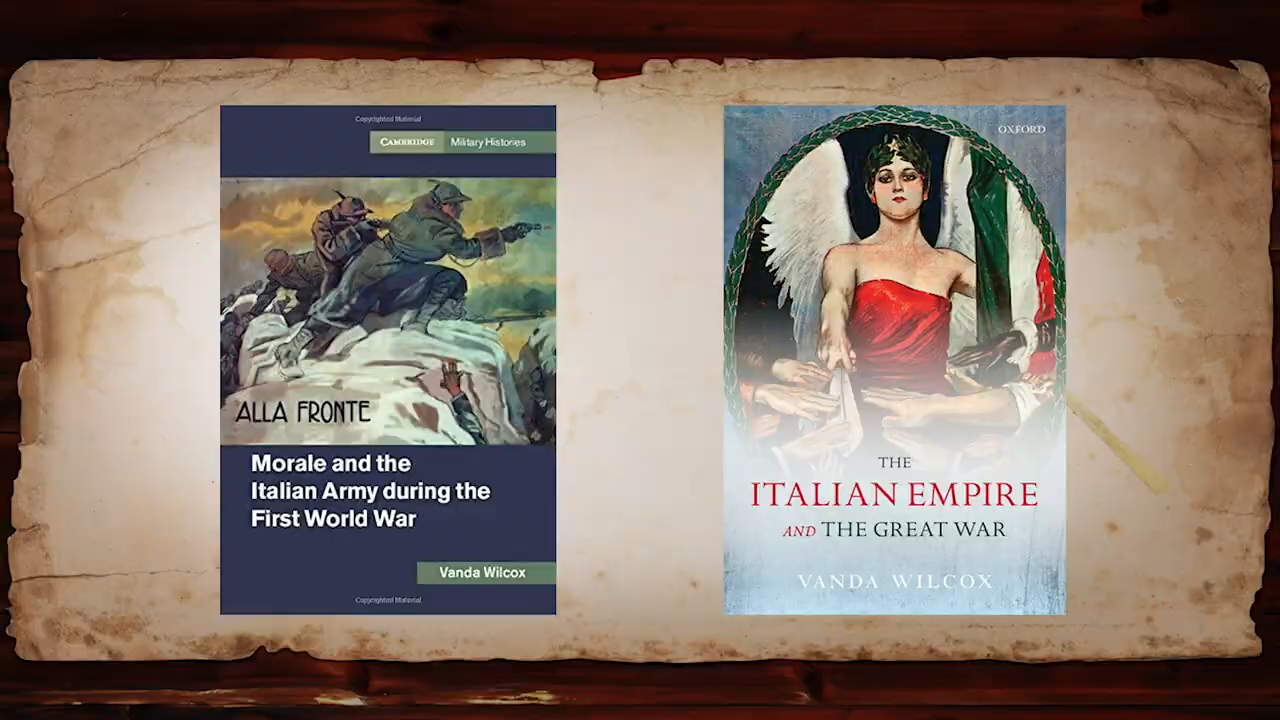 Copyrighted Material
CAMBRIDGE Military Histories
ALLA FRONTE
Morale and the
Italian Army during the
First World War
Vanda Wilcox
Copyrighted Material
OXFORD
THE
ITALIAN EMPIRE
AND THE GREAT WAR
VANDA WILCOX